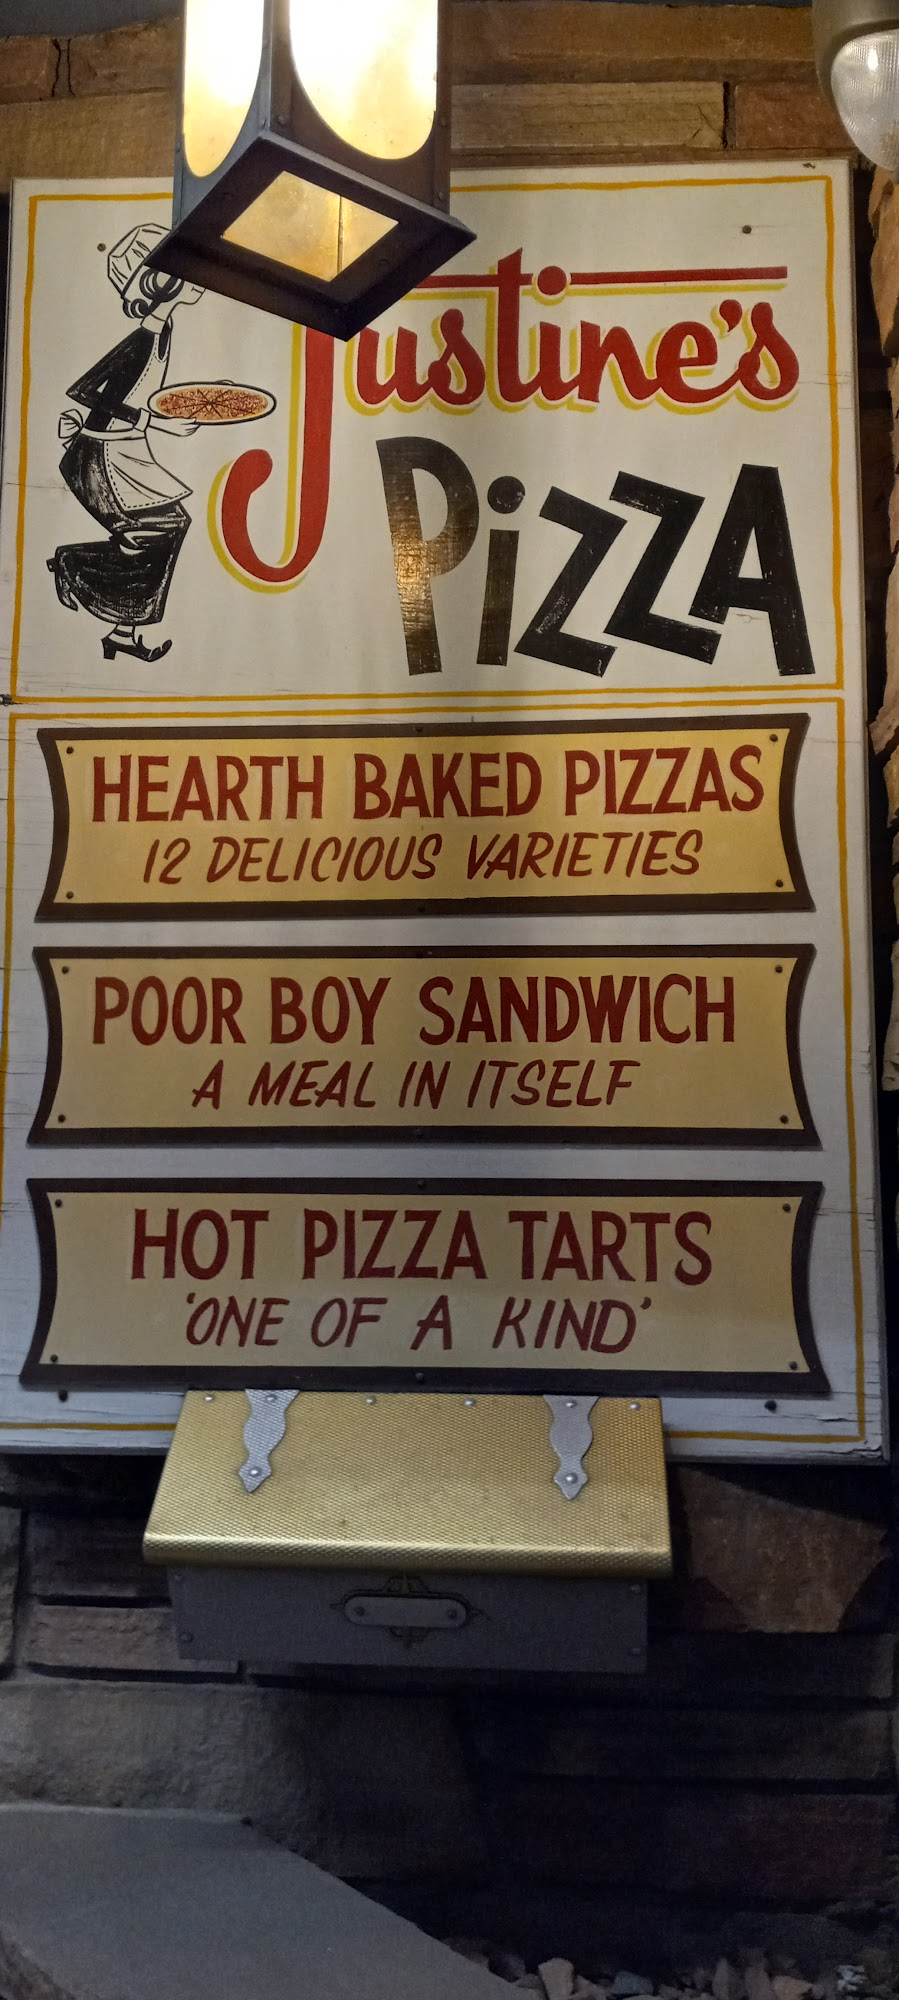 Justine's
PiZZA
HEARTH BAKED PIZZAS
12 DELICIOUS VARIETIES
POOR BOY SANDWICH
A MEAL IN ITSELF
HOT PIZZA TARTS
'ONE OF A KIND'